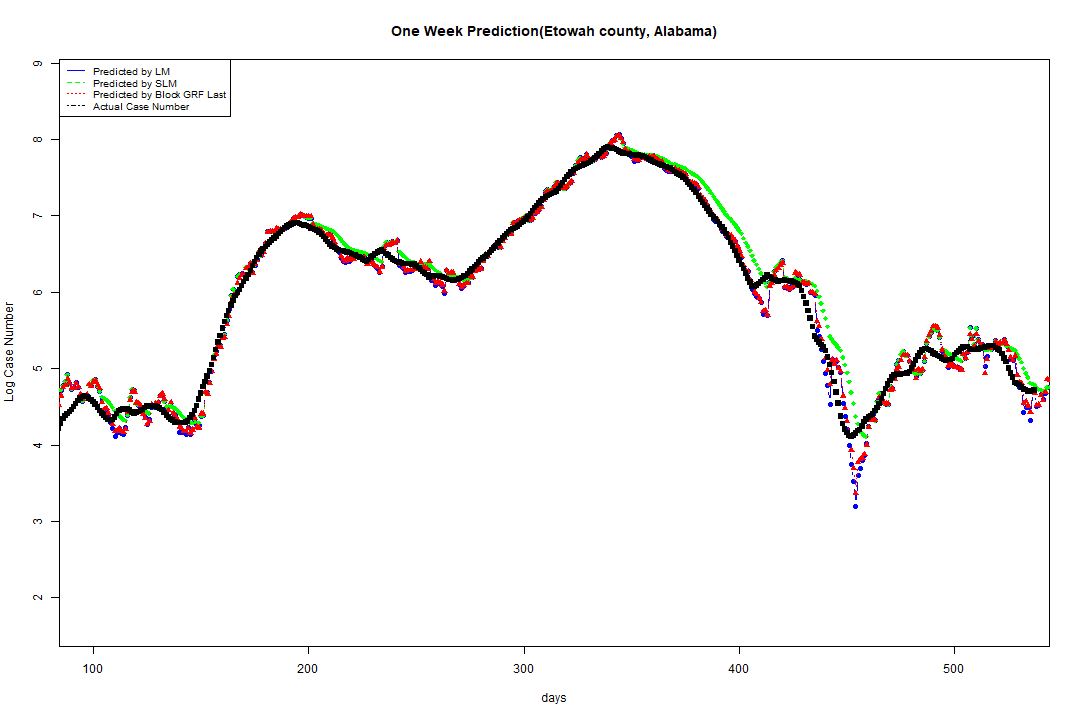 One Week Prediction(Etowah county, Alabama)
Predicted by LM
Predicted by SLM
Predicted by Block GRF Last
Actual Case Number
9
8
7
6
5
4
3
2
Log Case Number
100 200 300 400 500
days